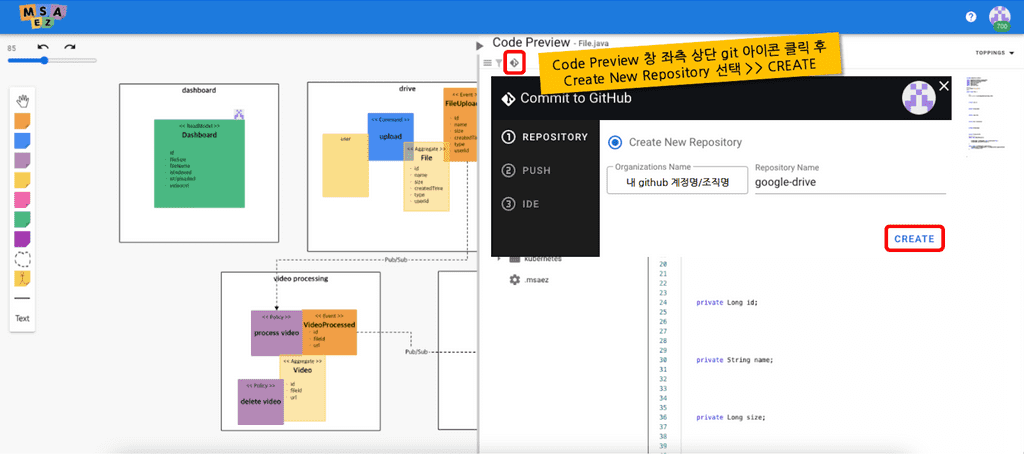 MSA
EZ
700
85
Text
dashboard
<< ReadModel >>
Dashboard
id
filetype
filename
isIndexed
isUploaded
videoUrl
drive
user
<< Command >>
upload
<< Event >>
FileUpload
id
name
size
createdTime
type
userId
<< Aggregate >>
File
id
name
size
createdTime
type
userId
Pub/Sub
video processing
<< Policy >>
process video
<< Event >>
VideoProcessed
id
fileId
url
Pub/Sub
<< Aggregate >>
Video
id
fileId
url
<< Policy >>
delete video
Code Preview - File.java
TOPPINGS
Code Preview 창 좌측 상단 git 아이콘 클릭 후
Create New Repository 선택 >> CREATE
Commit to GitHub
1 REPOSITORY
2 PUSH
3 IDE
Create New Repository
Organizations Name
내 github 계정명/조직명
Repository Name
google-drive
CREATE
kubernetes
.msaez
20
21
22
23
24 private Long id;
25
26
27
28
29
30 private String name;
31
32
33
34
35
36 private Long size;
37
38
39